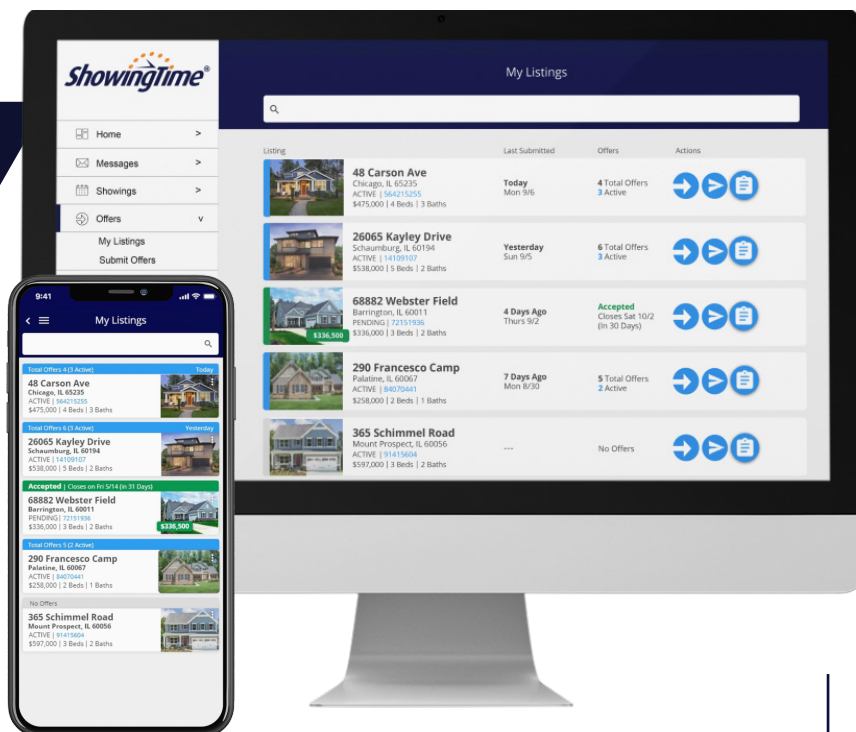 ShowingTime®
Home >
Messages >
Showings >
Offers v
My Listings
Submit Offers
My Listings
Listing Last Submitted Offers Actions
48 Carson Ave
Chicago, IL 65235
ACTIVE | 564215255
$475,000 | 4 Beds | 3 Baths
Today
Mon 9/6
4 Total Offers
3 Active
26065 Kayley Drive
Schaumburg, IL 60194
ACTIVE | 14109107
$538,000 | 5 Beds | 2 Baths
Yesterday
Sun 9/5
6 Total Offers
3 Active
$336,500
68882 Webster Field
Barrington, IL 60011
PENDING | 72151936
$336,000 | 3 Beds | 2 Baths
4 Days Ago
Thurs 9/2
Accepted
Closes Sat 10/2
(In 30 Days)
290 Francesco Camp
Palatine, IL 60067
ACTIVE | 84070441
$258,000 | 2 Beds | 1 Baths
7 Days Ago
Mon 8/30
5 Total Offers
2 Active
365 Schimmel Road
Mount Prospect, IL 60056
ACTIVE | 91415604
$597,000 | 3 Beds | 2 Baths
---
No Offers
9:41
< My Listings
Total Offers 4 (3 Active) Today
48 Carson Ave
Chicago, IL 65235
ACTIVE | 564215255
$475,000 | 4 Beds | 3 Baths
Total Offers 6 (3 Active) Yesterday
26065 Kayley Drive
Schaumburg, IL 60194
ACTIVE | 14109107
$538,000 | 5 Beds | 2 Baths
Accepted | Closes on Fri 5/14 (in 31 Days)
68882 Webster Field
Barrington, IL 60011
PENDING | 72151936
$336,000 | 3 Beds | 2 Baths
$336,500
Total Offers 5 (2 Active)
290 Francesco Camp
Palatine, IL 60067
ACTIVE | 84070441
$258,000 | 2 Beds | 1 Baths
No Offers
365 Schimmel Road
Mount Prospect, IL 60056
ACTIVE | 91415604
$597,000 | 3 Beds | 2 Baths